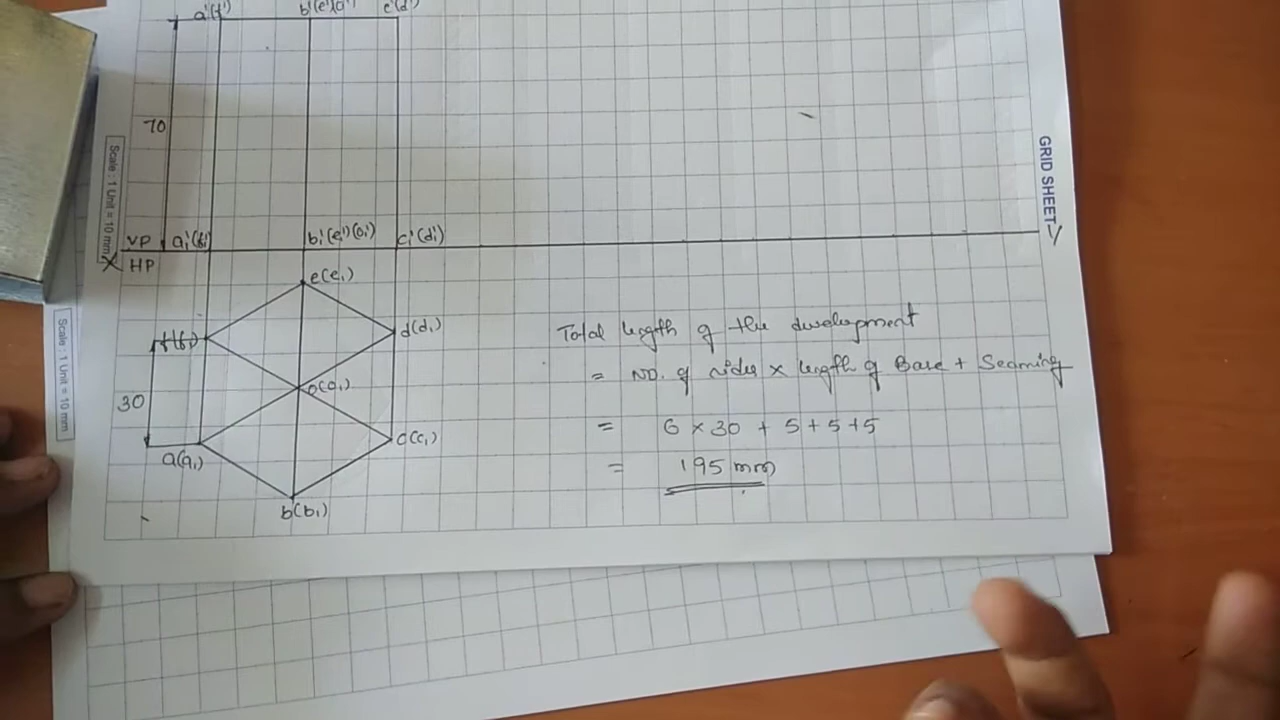 a'(f')
b'(e')(o')
c'(d')
70
Scale : 1 Unit = 10 mm
GRID SHEET
VP
a₁'(f₁')
b₁'(e₁')(o₁')
c₁'(d₁')
X
HP
e(e₁)
f(f₁)
d(d₁)
o(o₁)
30
c(c₁)
a(a₁)
b(b₁)
Total length of the development
= NO. of sides × length of Base + Seaming
= 6 × 30 + 5+5+5
= 195 mm
Scale : 1 Unit = 10 mm